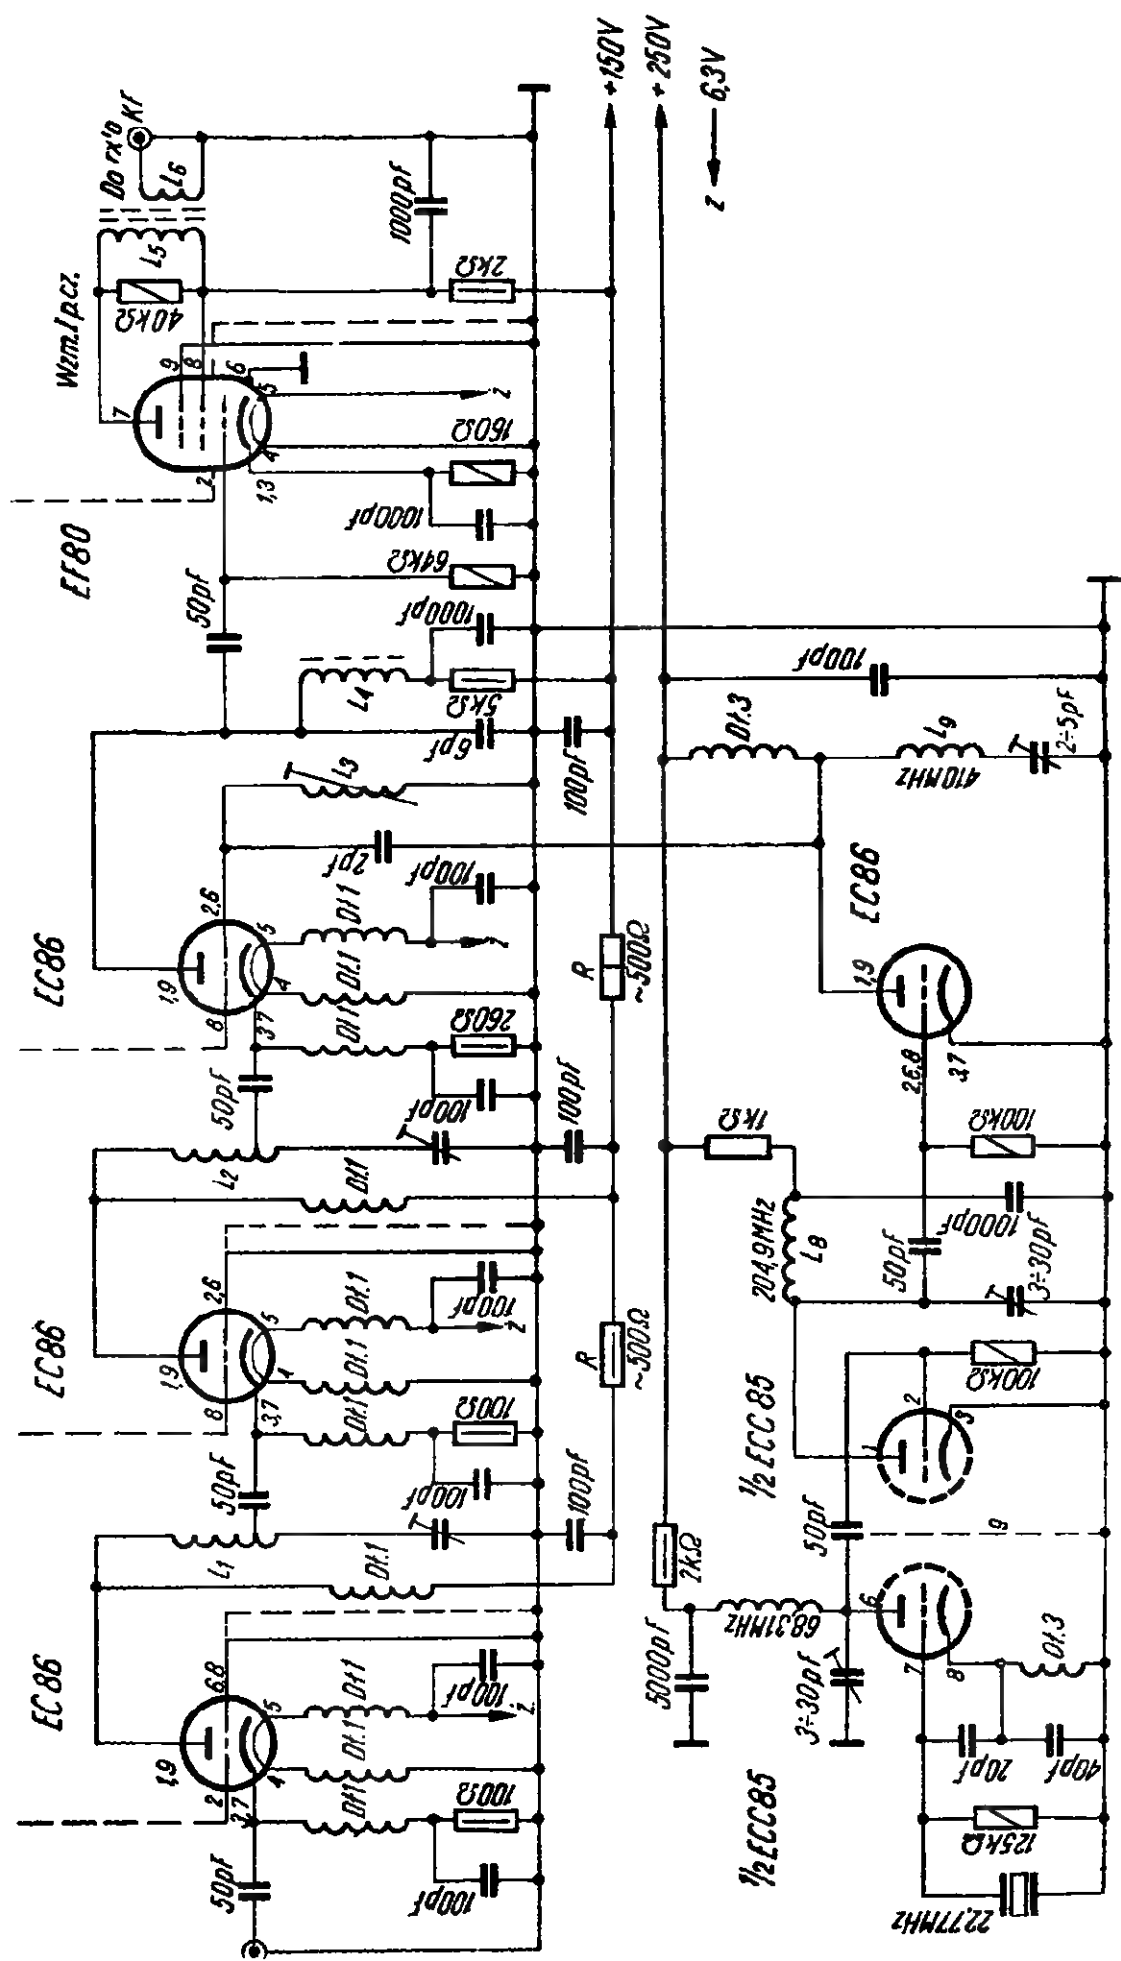 EC86
EC86
EC86
EF80
Wzm.I p.cz.
Do rx'a KF
1,9
2
6,8
3,7
4
5
50pF
Dł.1
Dł.1
Dł.1
100Ω
100pF
100pF
ż
L1
Dł.1
100pF
50pF
1,9
8
2,6
3,7
4
5
Dł.1
Dł.1
Dł.1
100Ω
100pF
100pF
ż
R
~500Ω
L2
Dł.1
100pF
50pF
1,9
8
2,6
3,7
4
5
Dł.1
Dł.1
Dł.1
260Ω
100pF
100pF
ż
R
~500Ω
2pF
L3
6pF
100pF
L4
5kΩ
1000pF
50pF
64kΩ
1000pF
160Ω
7
2
9
8
6
5
4
1,3
ż
40kΩ
L5
L6
2kΩ
1000pF
+150V
+250V
ż
6,3V
1/2 ECC85
22,77MHz
125kΩ
20pF
40pF
7
8
6
Dł.3
3÷30pF
5000pF
68,31MHz
2kΩ
50pF
9
1/2 ECC85
1
2
3
100kΩ
204,9MHz
L8
3÷30pF
50pF
1000pF
1kΩ
100kΩ
EC86
1,9
2,6,8
3,7
Dł.3
410MHz
L9
2÷5pF
100pF